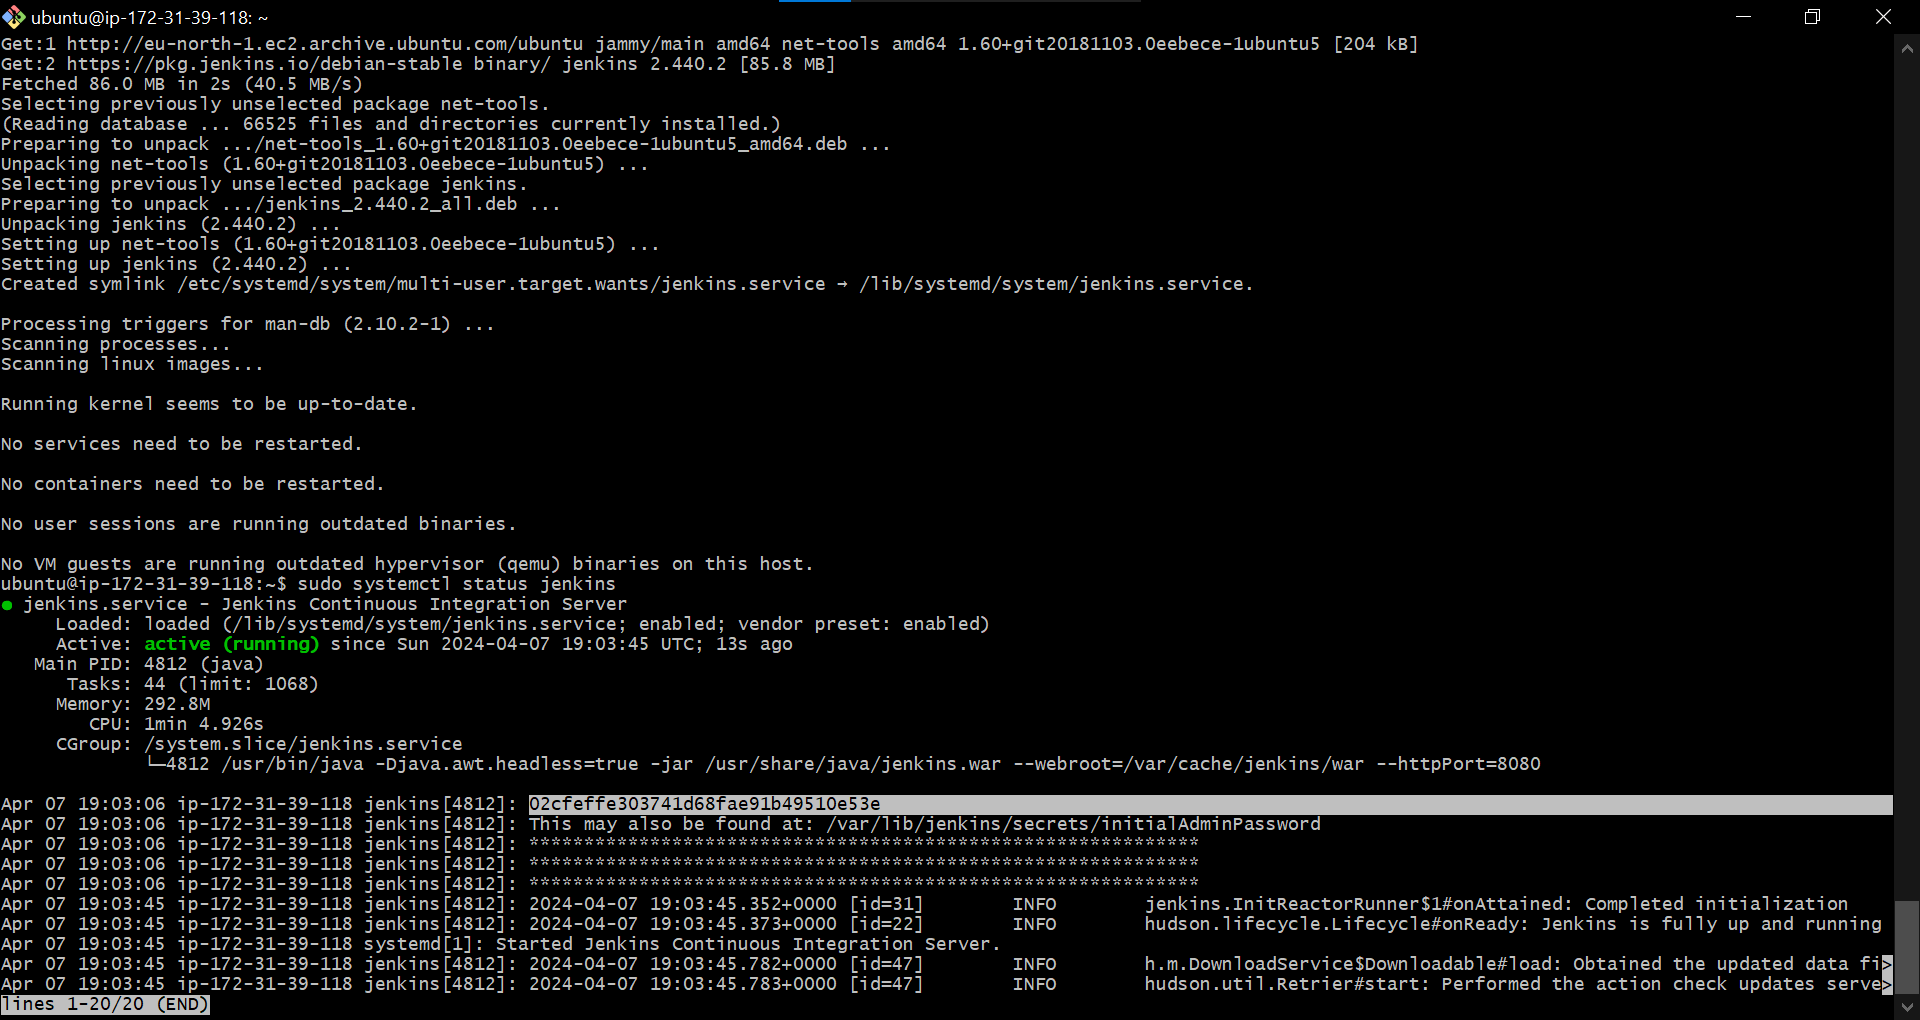 ubuntu@ip-172-31-39-118: ~
Get:1 http://eu-north-1.ec2.archive.ubuntu.com/ubuntu jammy/main amd64 net-tools amd64 1.60+git20181103.0eebece-1ubuntu5 [204 kB]
Get:2 https://pkg.jenkins.io/debian-stable binary/ jenkins 2.440.2 [85.8 MB]
Fetched 86.0 MB in 2s (40.5 MB/s)
Selecting previously unselected package net-tools.
(Reading database ... 66525 files and directories currently installed.)
Preparing to unpack .../net-tools_1.60+git20181103.0eebece-1ubuntu5_amd64.deb ...
Unpacking net-tools (1.60+git20181103.0eebece-1ubuntu5) ...
Selecting previously unselected package jenkins.
Preparing to unpack .../jenkins_2.440.2_all.deb ...
Unpacking jenkins (2.440.2) ...
Setting up net-tools (1.60+git20181103.0eebece-1ubuntu5) ...
Setting up jenkins (2.440.2) ...
Created symlink /etc/systemd/system/multi-user.target.wants/jenkins.service → /lib/systemd/system/jenkins.service.
Processing triggers for man-db (2.10.2-1) ...
Scanning processes...
Scanning linux images...
Running kernel seems to be up-to-date.
No services need to be restarted.
No containers need to be restarted.
No user sessions are running outdated binaries.
No VM guests are running outdated hypervisor (qemu) binaries on this host.
ubuntu@ip-172-31-39-118:~$ sudo systemctl status jenkins
● jenkins.service - Jenkins Continuous Integration Server
Loaded: loaded (/lib/systemd/system/jenkins.service; enabled; vendor preset: enabled)
Active: active (running) since Sun 2024-04-07 19:03:45 UTC; 13s ago
Main PID: 4812 (java)
Tasks: 44 (limit: 1068)
Memory: 292.8M
CPU: 1min 4.926s
CGroup: /system.slice/jenkins.service
└─4812 /usr/bin/java -Djava.awt.headless=true -jar /usr/share/java/jenkins.war --webroot=/var/cache/jenkins/war --httpPort=8080
Apr 07 19:03:06 ip-172-31-39-118 jenkins[4812]: 02cfeffe303741d68fae91b49510e53e
Apr 07 19:03:06 ip-172-31-39-118 jenkins[4812]: This may also be found at: /var/lib/jenkins/secrets/initialAdminPassword
Apr 07 19:03:06 ip-172-31-39-118 jenkins[4812]: *************************************************************
Apr 07 19:03:06 ip-172-31-39-118 jenkins[4812]: *************************************************************
Apr 07 19:03:06 ip-172-31-39-118 jenkins[4812]: *************************************************************
Apr 07 19:03:45 ip-172-31-39-118 jenkins[4812]: 2024-04-07 19:03:45.352+0000 [id=31] INFO jenkins.InitReactorRunner$1#onAttained: Completed initialization
Apr 07 19:03:45 ip-172-31-39-118 jenkins[4812]: 2024-04-07 19:03:45.373+0000 [id=22] INFO hudson.lifecycle.Lifecycle#onReady: Jenkins is fully up and running
Apr 07 19:03:45 ip-172-31-39-118 systemd[1]: Started Jenkins Continuous Integration Server.
Apr 07 19:03:45 ip-172-31-39-118 jenkins[4812]: 2024-04-07 19:03:45.782+0000 [id=47] INFO h.m.DownloadService$Downloadable#load: Obtained the updated data fi>
Apr 07 19:03:45 ip-172-31-39-118 jenkins[4812]: 2024-04-07 19:03:45.783+0000 [id=47] INFO hudson.util.Retrier#start: Performed the action check updates serve>
lines 1-20/20 (END)